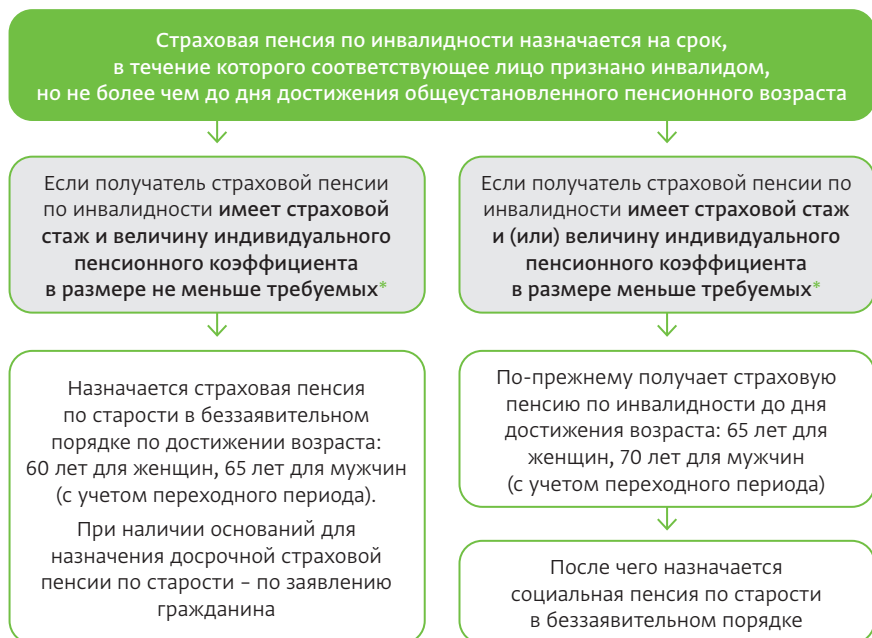 Страховая пенсия по инвалидности назначается на срок,
в течение которого соответствующее лицо признано инвалидом,
но не более чем до дня достижения общеустановленного пенсионного возраста
Если получатель страховой пенсии
по инвалидности имеет страховой
стаж и величину индивидуального
пенсионного коэффициента
в размере не меньше требуемых*
Назначается страховая пенсия
по старости в беззаявительном
порядке по достижении возраста:
60 лет для женщин, 65 лет для мужчин
(с учетом переходного периода).
При наличии оснований для
назначения досрочной страховой
пенсии по старости – по заявлению
гражданина
Если получатель страховой пенсии по
инвалидности имеет страховой стаж
и (или) величину индивидуального
пенсионного коэффициента
в размере меньше требуемых*
По-прежнему получает страховую
пенсию по инвалидности до дня
достижения возраста: 65 лет для
женщин, 70 лет для мужчин
(с учетом переходного периода)
После чего назначается
социальная пенсия по старости
в беззаявительном порядке